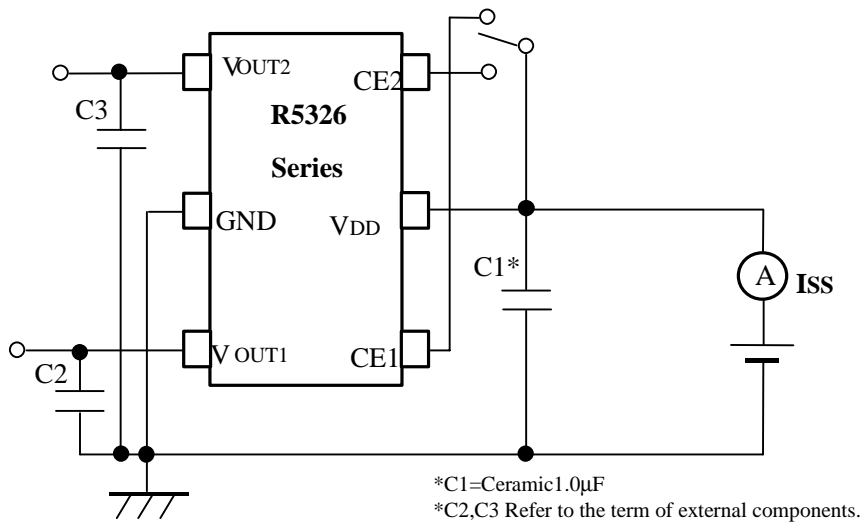 VOUT2
CE2
C3
R5326
Series
GND
VDD
C1*
A
ISS
VOUT1
CE1
C2
*C1=Ceramic1.0μF
*C2,C3 Refer to the term of external components.